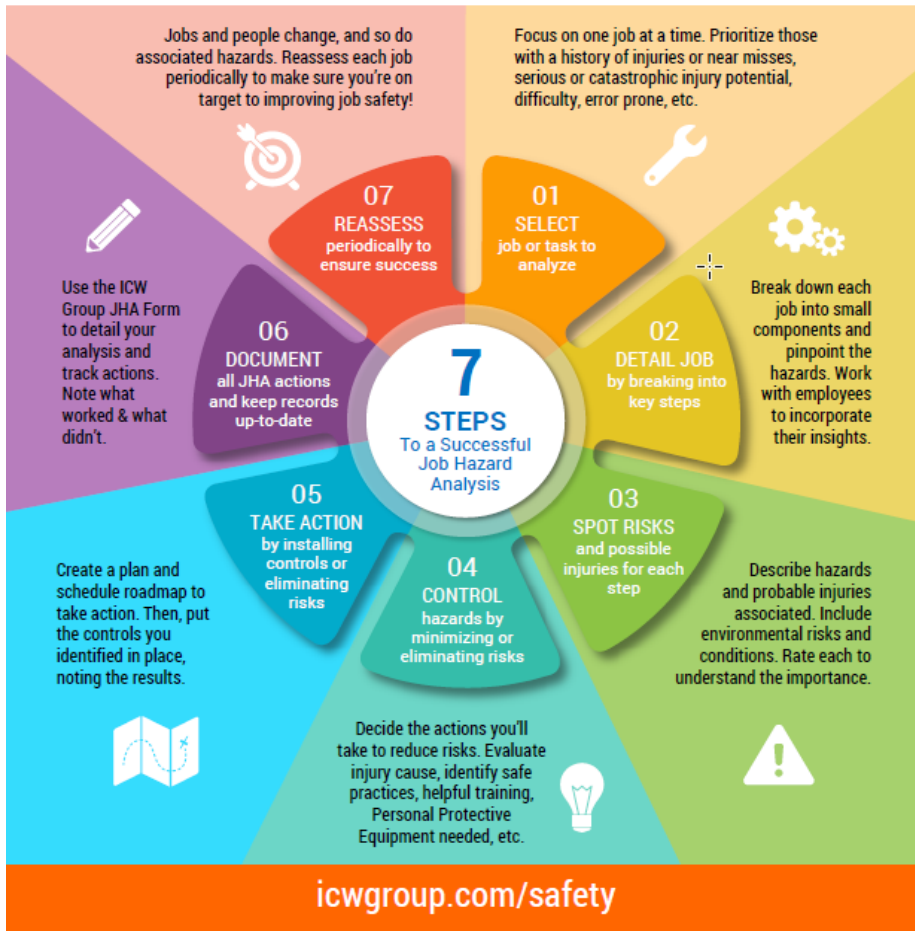 7
STEPS
To a Successful
Job Hazard
Analysis
01
SELECT
job or task to
analyze
Focus on one job at a time. Prioritize those
with a history of injuries or near misses,
serious or catastrophic injury potential,
difficulty, error prone, etc.
02
DETAIL JOB
by breaking into
key steps
Break down each
job into small
components and
pinpoint the
hazards. Work
with employees
to incorporate
their insights.
03
SPOT RISKS
and possible
injuries for each
step
Describe hazards
and probable injuries
associated. Include
environmental risks and
conditions. Rate each to
understand the importance.
04
CONTROL
hazards by
minimizing or
eliminating risks
Decide the actions you'll
take to reduce risks. Evaluate
injury cause, identify safe
practices, helpful training,
Personal Protective
Equipment needed, etc.
05
TAKE ACTION
by installing
controls or
eliminating
risks
Create a plan and
schedule roadmap to
take action. Then, put
the controls you
identified in place,
noting the results.
06
DOCUMENT
all JHA actions
and keep records
up-to-date
Use the ICW
Group JHA Form
to detail your
analysis and
track actions.
Note what
worked & what
didn't.
07
REASSESS
periodically to
ensure success
Jobs and people change, and so do
associated hazards. Reassess each job
periodically to make sure you're on
target to improving job safety!
icwgroup.com/safety